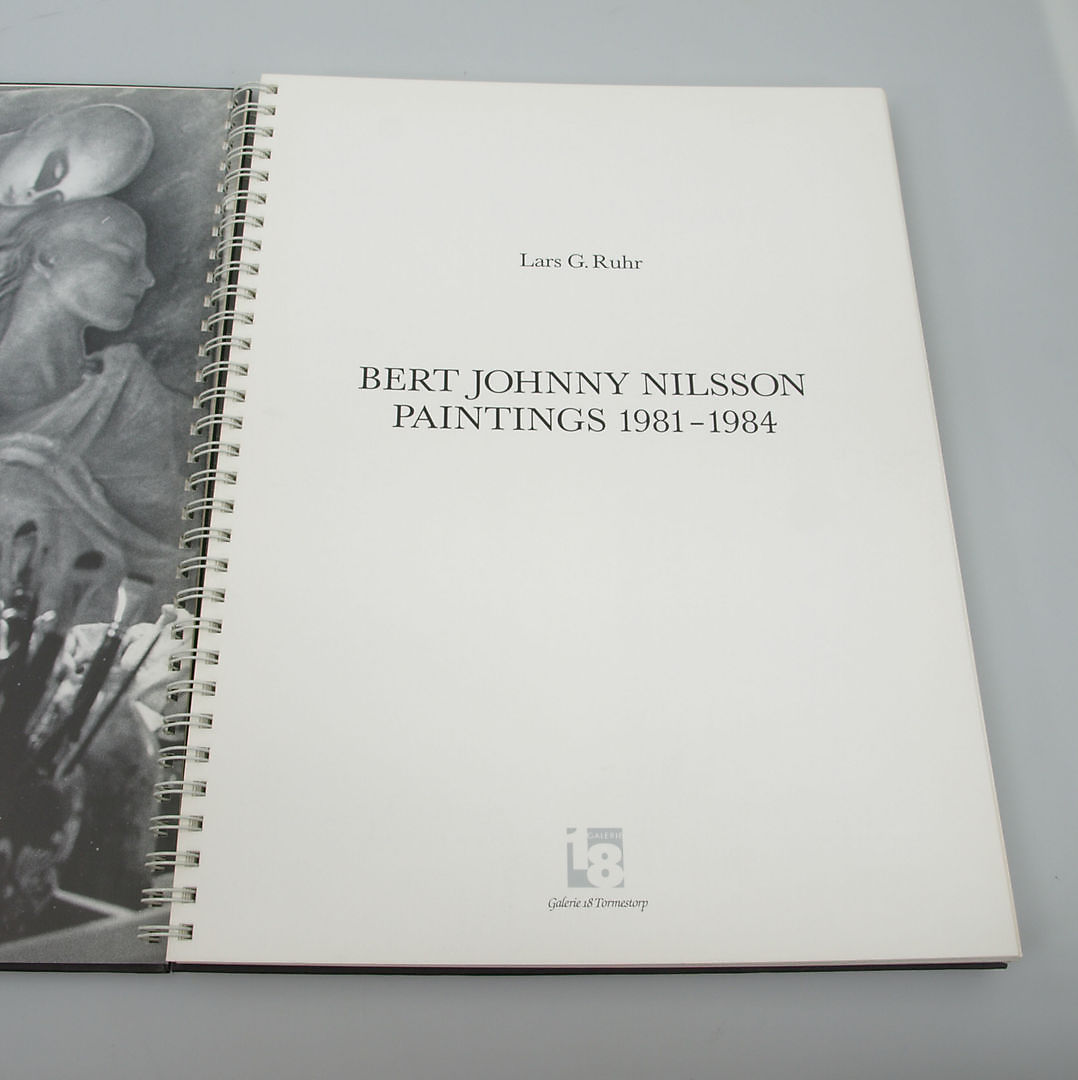 Lars G. Ruhr
BERT JOHNNY NILSSON
PAINTINGS 1981–1984
GALERIE
18
Galerie 18 Tormestorp